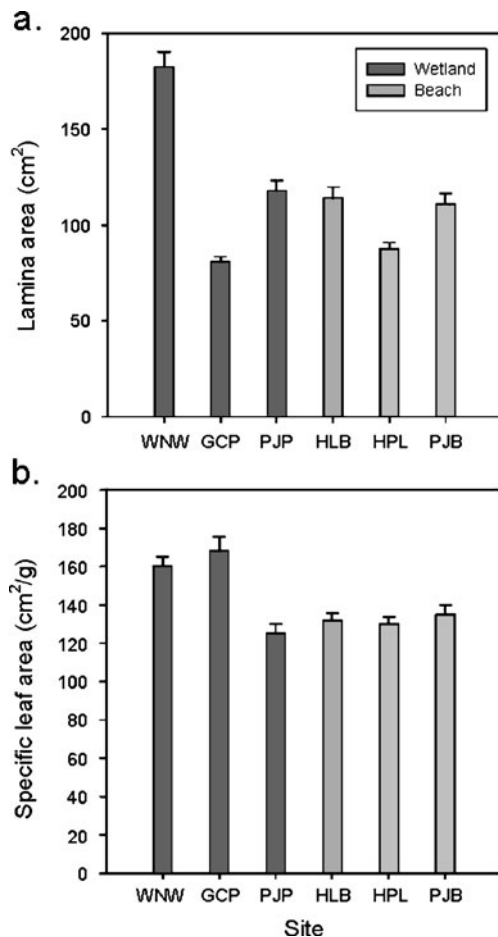 a.
200
150
100
50
0
Lamina area (cm²)
Wetland
Beach
WNW GCP PJP HLB HPL PJB
b.
200
180
160
140
120
100
80
60
40
20
0
Specific leaf area (cm²/g)
WNW GCP PJP HLB HPL PJB
Site